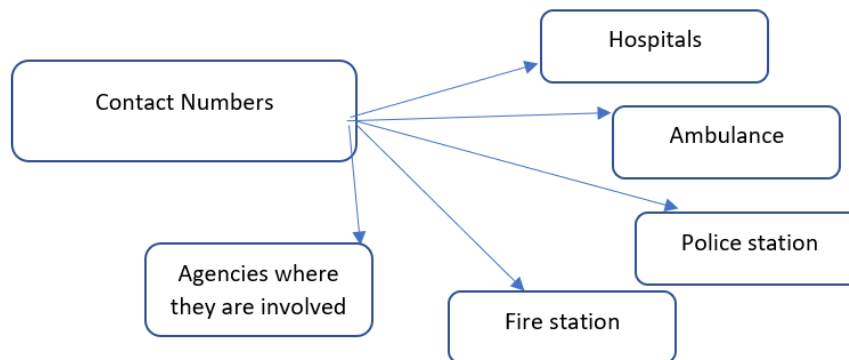 Hospitals
Contact Numbers
Ambulance
Police station
Agencies where
they are involved
Fire station